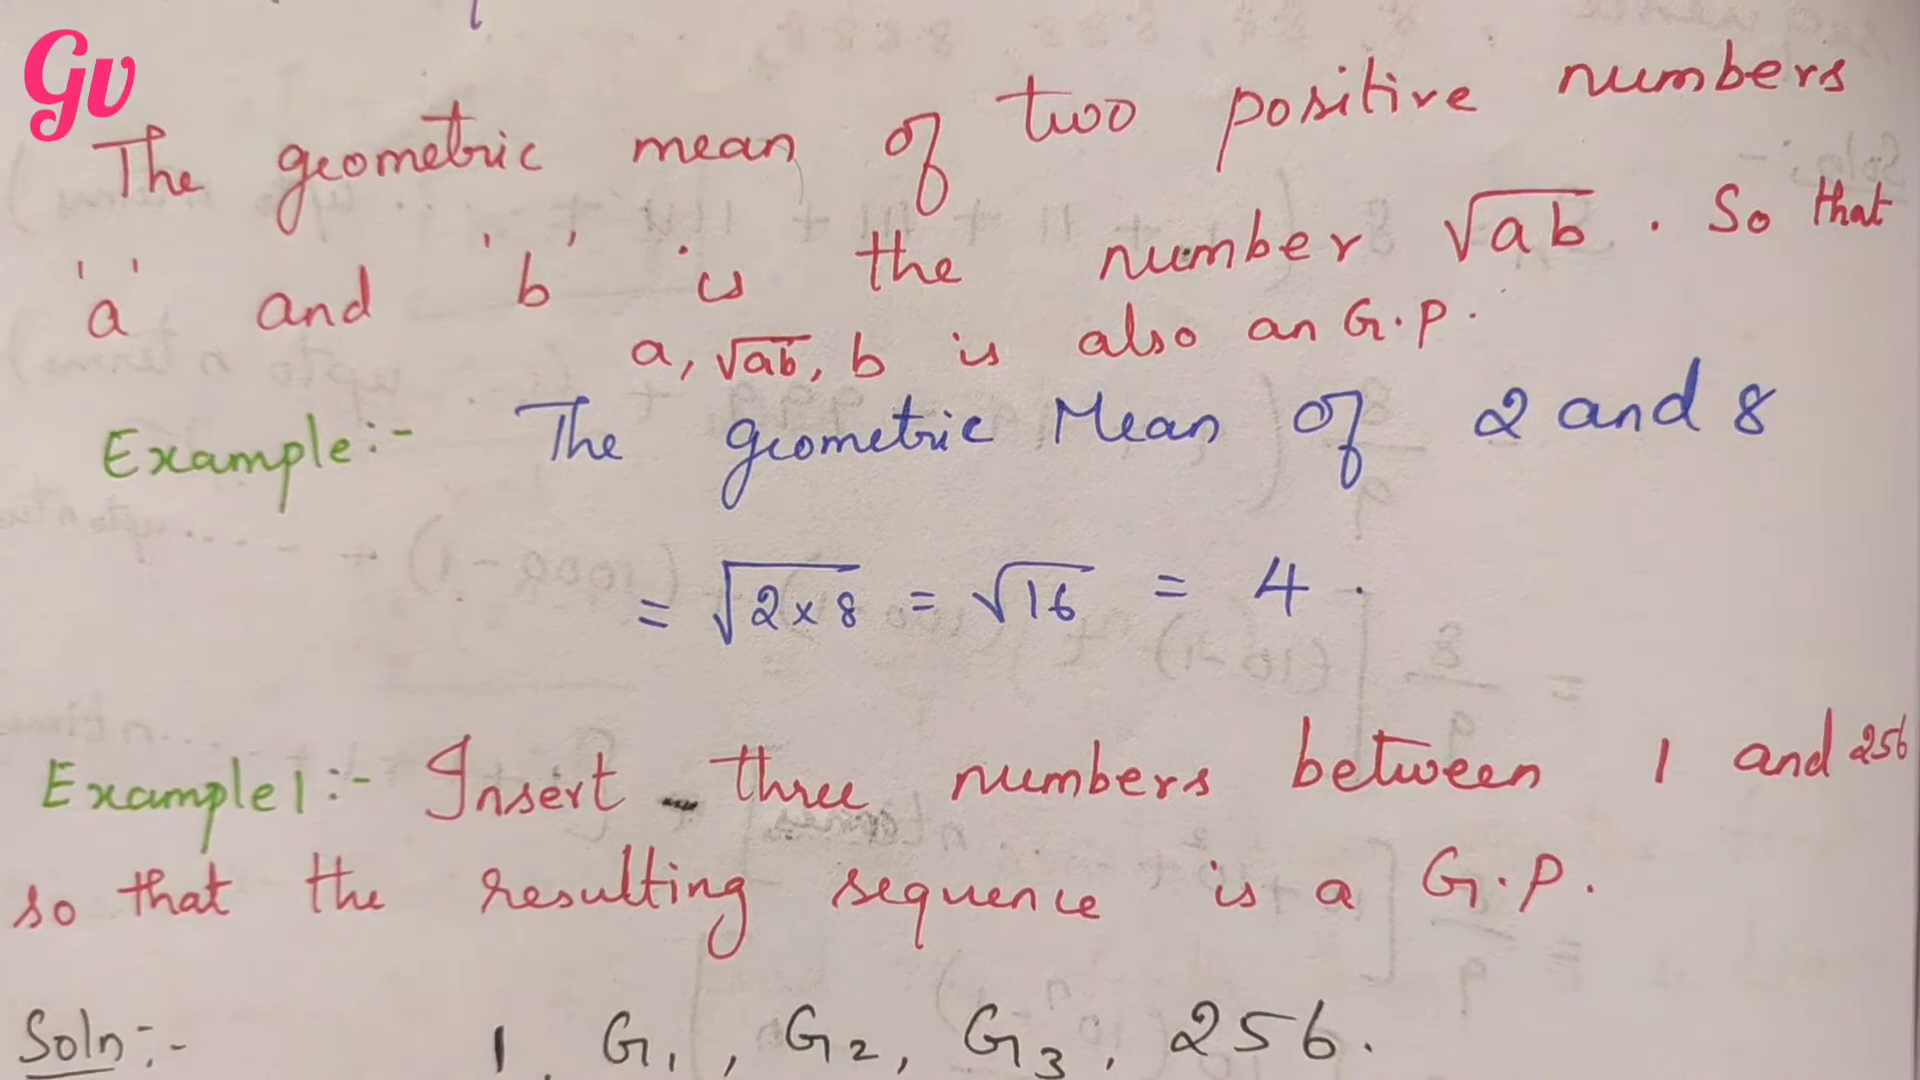 Gv
The geometric mean of two positive numbers
'a' and 'b' is the number √ab. So that
a, √ab, b is also an G.P.
Example:- The geometric Mean of 2 and 8
= √2×8 = √16 = 4.
Example1:- Insert three numbers between 1 and 256
so that the resulting sequence is a G.P.
Soln:- 1, G₁, G₂, G₃, 256.